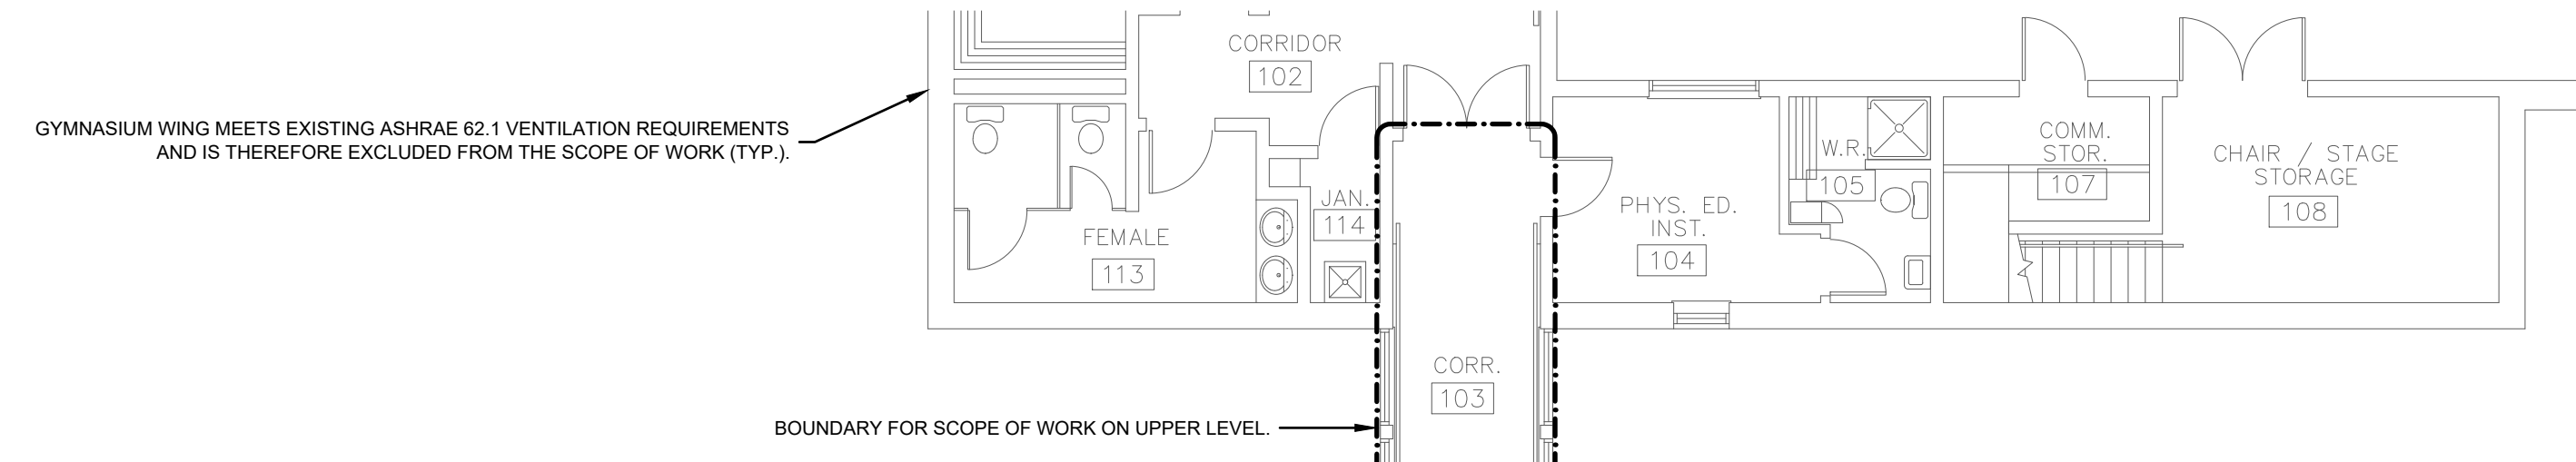 CORRIDOR
102
GYMNASIUM WING MEETS EXISTING ASHRAE 62.1 VENTILATION REQUIREMENTS
AND IS THEREFORE EXCLUDED FROM THE SCOPE OF WORK (TYP.).
FEMALE
113
JAN.
114
PHYS. ED.
INST.
104
W.R.
105
COMM.
STOR.
107
CHAIR / STAGE
STORAGE
108
CORR.
103
BOUNDARY FOR SCOPE OF WORK ON UPPER LEVEL.